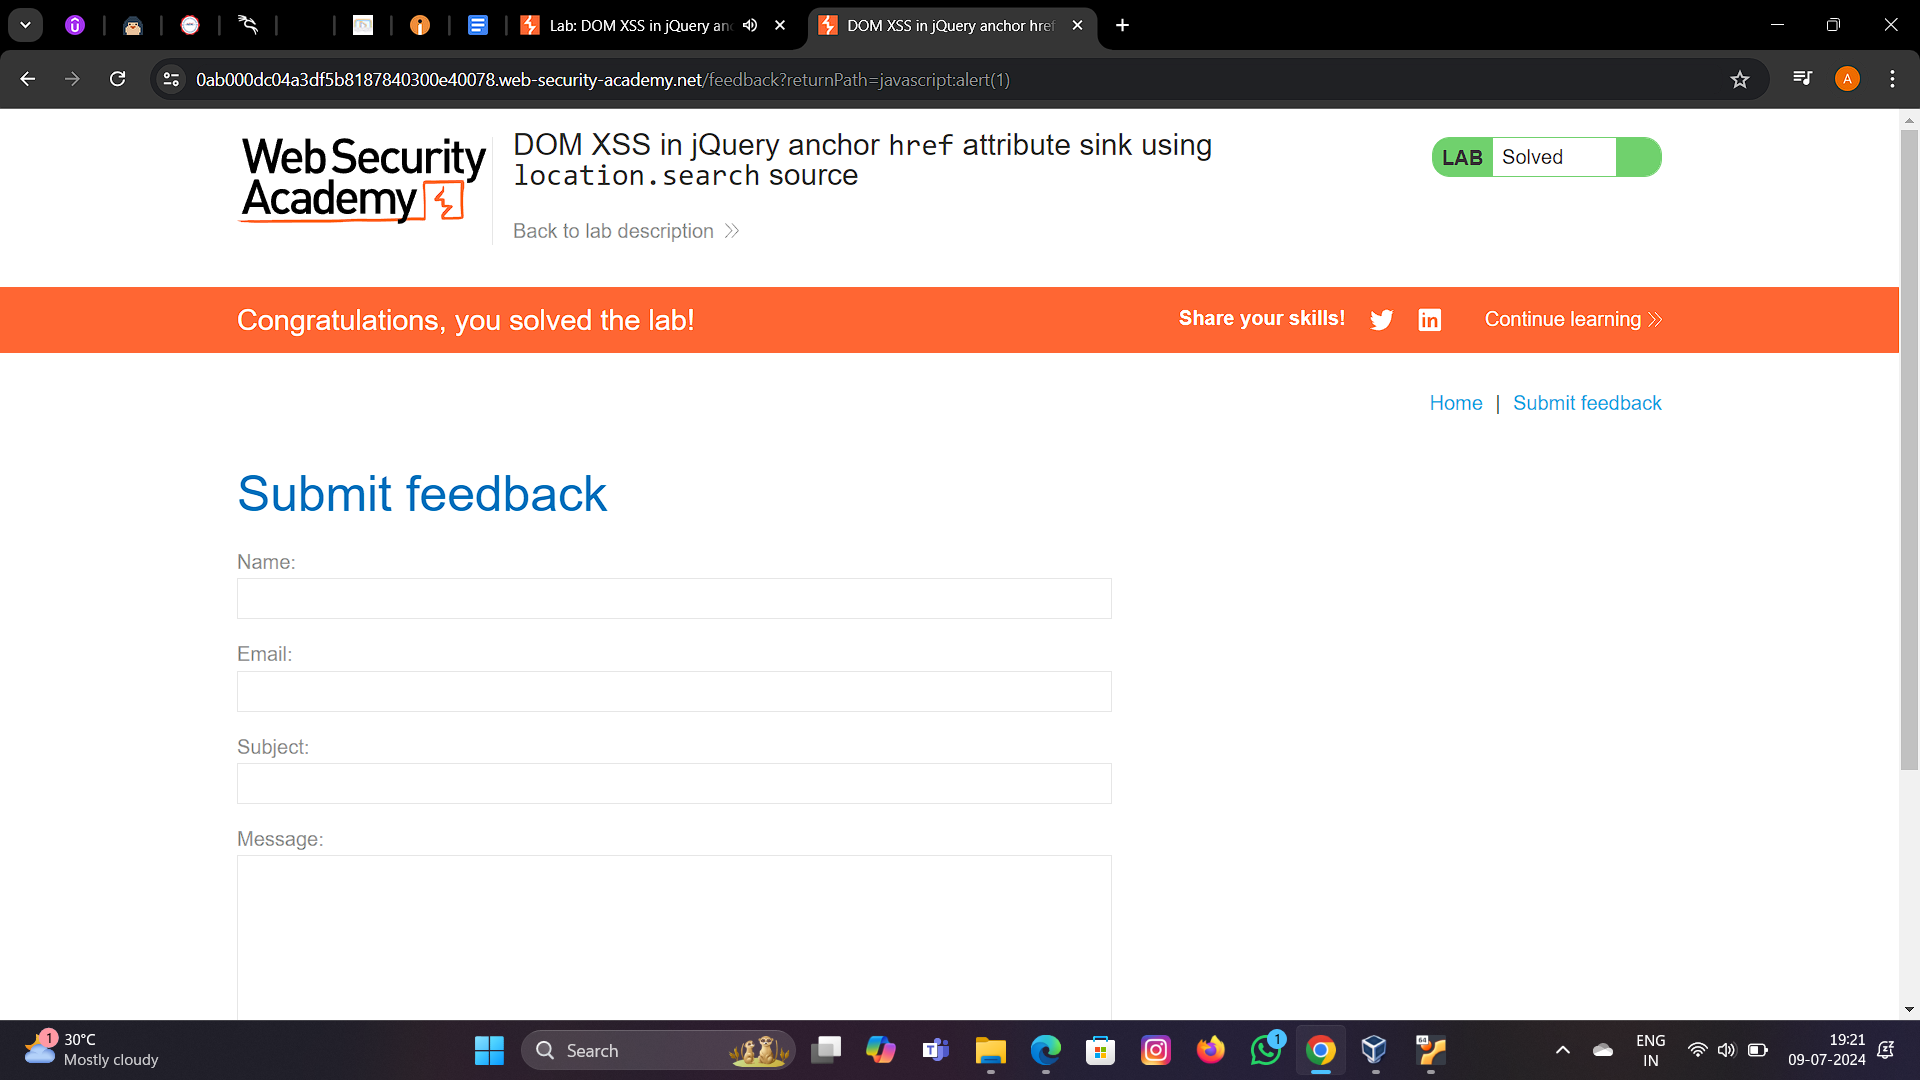 Lab: DOM XSS in jQuery an
DOM XSS in jQuery anchor href
0ab000dc04a3df5b8187840300e40078.web-security-academy.net/feedback?returnPath=javascript:alert(1)
A
Web Security
Academy
DOM XSS in jQuery anchor href attribute sink using
location.search source
Back to lab description
LAB Solved
Congratulations, you solved the lab!
Share your skills!
Continue learning
Home | Submit feedback
Submit feedback
Name:
Email:
Subject:
Message:
1
30°C
Mostly cloudy
Search
1
64
ENG
IN
19:21
09-07-2024